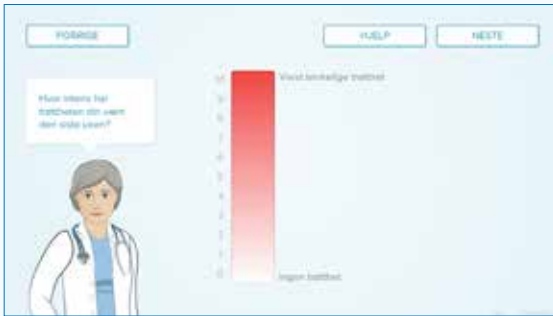 FORRIGE
HJELP
NESTE
Hvor intens har
trettheten din vært
den siste uken?
10
Verst tenkelige tretthet
9
8
7
6
5
4
3
2
1
0
Ingen tretthet